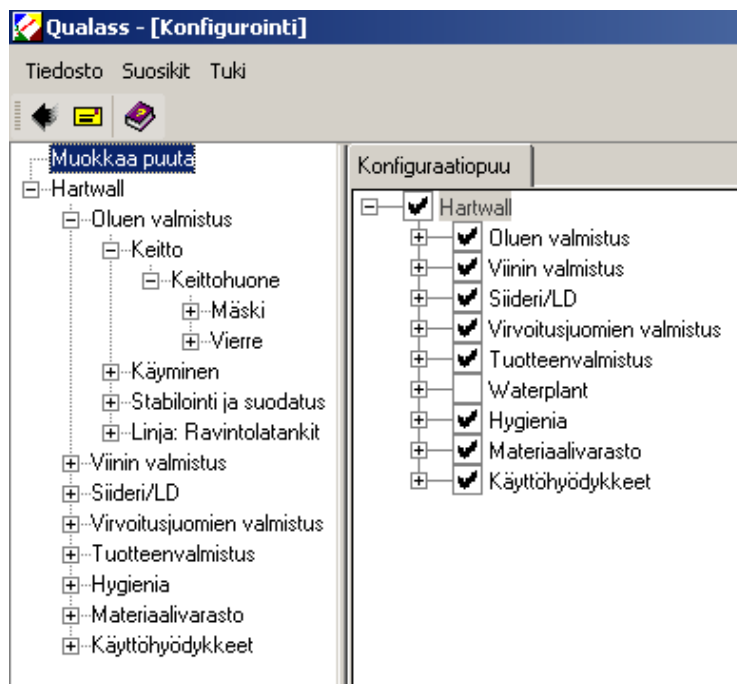 Qualass - [Konfigurointi]
Tiedosto Suosikit Tuki
Muokkaa puuta
Hartwall
Oluen valmistus
Keitto
Keittohuone
Mäski
Vierre
Käyminen
Stabilointi ja suodatus
Linja: Ravintolatankit
Viinin valmistus
Siideri/LD
Virvoitusjuomien valmistus
Tuotteenvalmistus
Hygienia
Materiaalivarasto
Käyttöhyödykkeet
Konfiguraatiopuu
Hartwall
Oluen valmistus
Viinin valmistus
Siideri/LD
Virvoitusjuomien valmistus
Tuotteenvalmistus
Waterplant
Hygienia
Materiaalivarasto
Käyttöhyödykkeet